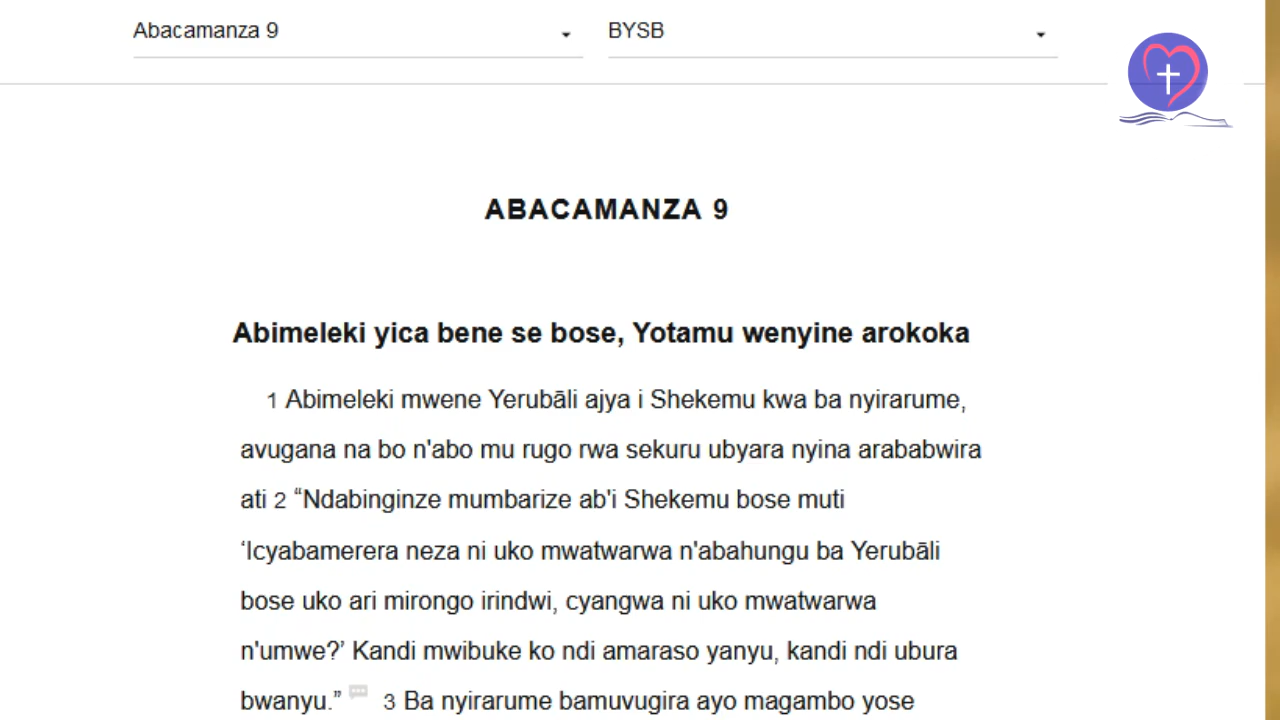 Abacamanza 9
BYSB
ABACAMANZA 9
Abimeleki yica bene se bose, Yotamu wenyine arokoka
1 Abimeleki mwene Yerubāli ajya i Shekemu kwa ba nyirarume,
avugana na bo n'abo mu rugo rwa sekuru ubyara nyina arababwira
ati 2 “Ndabinginze mumbarize ab'i Shekemu bose muti
‘Icyabamerera neza ni uko mwatwarwa n'abahungu ba Yerubāli
bose uko ari mirongo irindwi, cyangwa ni uko mwatwarwa
n'umwe?’ Kandi mwibuke ko ndi amaraso yanyu, kandi ndi ubura
bwanyu.” 3 Ba nyirarume bamuvugira ayo magambo yose